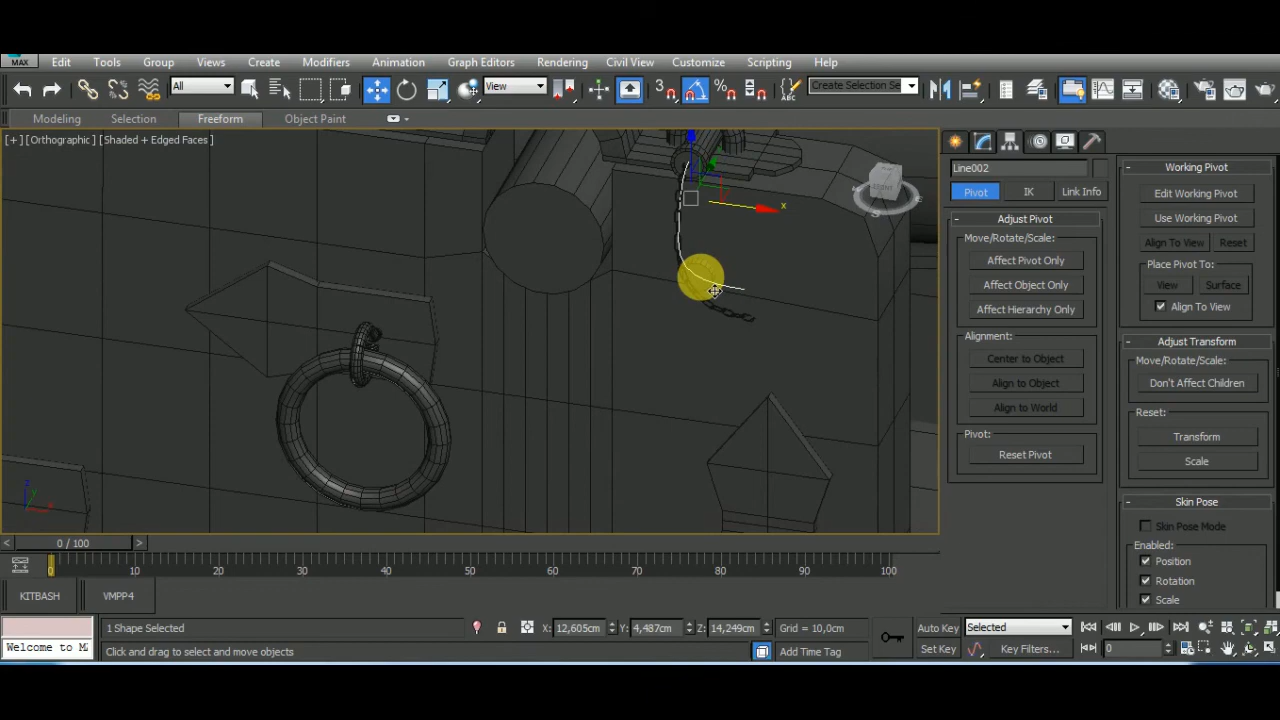 MAX
Edit Tools Group Views Create Modifiers Animation Graph Editors Rendering Civil View Customize Scripting Help
All View 3 Create Selection Se
Modeling Selection Freeform Object Paint
[+] [Orthographic] [Shaded + Edged Faces]
x
Line002
Pivot IK Link Info
- Adjust Pivot
Move/Rotate/Scale:
Affect Pivot Only
Affect Object Only
Affect Hierarchy Only
Alignment:
Center to Object
Align to Object
Align to World
Pivot:
Reset Pivot
- Working Pivot
Edit Working Pivot
Use Working Pivot
Align To View Reset
Place Pivot To:
View Surface
Align To View
- Adjust Transform
Move/Rotate/Scale:
Don't Affect Children
Reset:
Transform
Scale
- Skin Pose
Skin Pose Mode
Enabled:
Position
Rotation
Scale
< 0 / 100 >
0 10 20 30 40 50 60 70 80 90 100
KITBASH VMPP4
Welcome to M
1 Shape Selected X: 12,605cm Y: 4,487cm Z: 14,249cm Grid = 10,0cm
Click and drag to select and move objects Add Time Tag
Auto Key Selected
Set Key Key Filters... 0